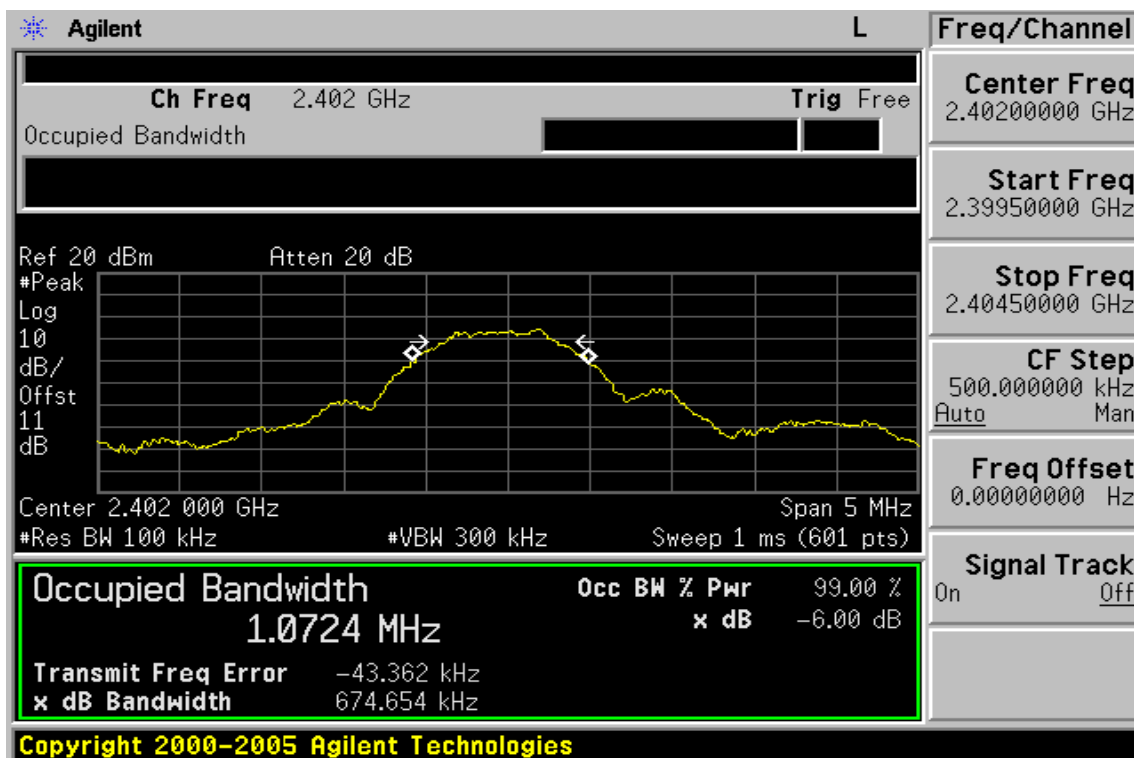 Agilent L Freq/Channel
Ch Freq 2.402 GHz Trig Free
Occupied Bandwidth
Center Freq
2.40200000 GHz
Start Freq
2.39950000 GHz
Stop Freq
2.40450000 GHz
CF Step
500.000000 kHz
Auto Man
Freq Offset
0.00000000 Hz
Signal Track
On Off
Ref 20 dBm Atten 20 dB
#Peak
Log
10
dB/
Offst
11
dB
Center 2.402 000 GHz Span 5 MHz
#Res BW 100 kHz #VBW 300 kHz Sweep 1 ms (601 pts)
Occupied Bandwidth
1.0724 MHz
Occ BW % Pwr 99.00 %
x dB -6.00 dB
Transmit Freq Error -43.362 kHz
x dB Bandwidth 674.654 kHz
Copyright 2000-2005 Agilent Technologies